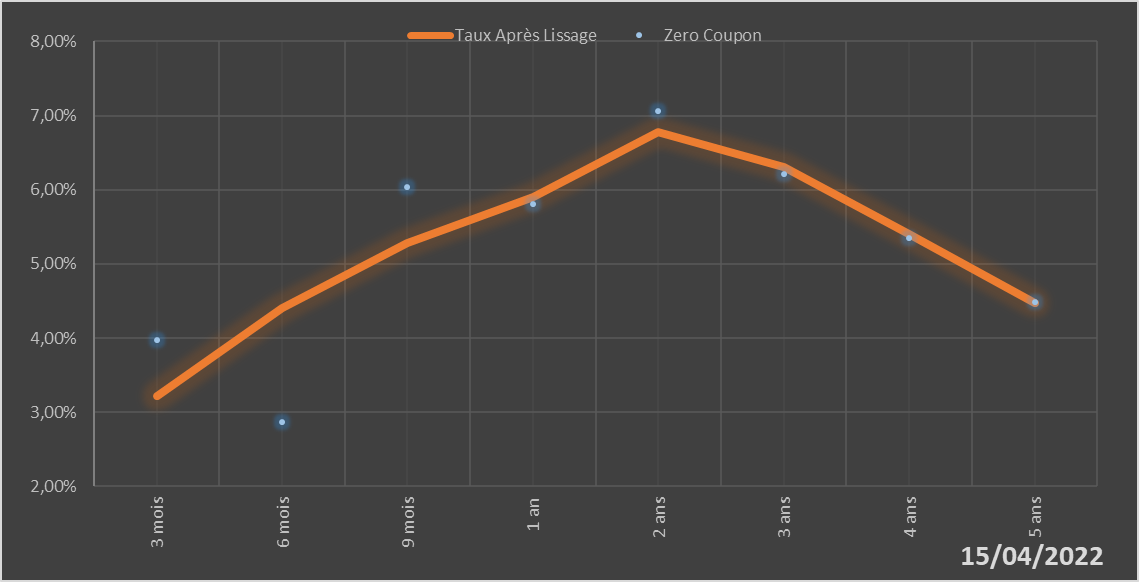 Taux Après Lissage
Zero Coupon
8,00%
7,00%
6,00%
5,00%
4,00%
3,00%
2,00%
3 mois
6 mois
9 mois
1 an
2 ans
3 ans
4 ans
5 ans
15/04/2022